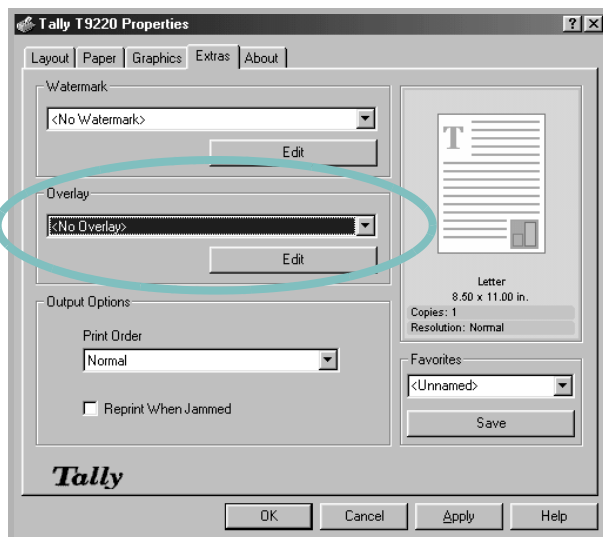 Tally T9220 Properties
Layout Paper Graphics Extras About
Watermark
<No Watermark>
Edit
Overlay
<No Overlay>
Edit
Output Options
Print Order
Normal
Reprint When Jammed
T
Letter
8.50 x 11.00 in.
Copies: 1
Resolution: Normal
Favorites
<Unnamed>
Save
Tally
OK Cancel Apply Help